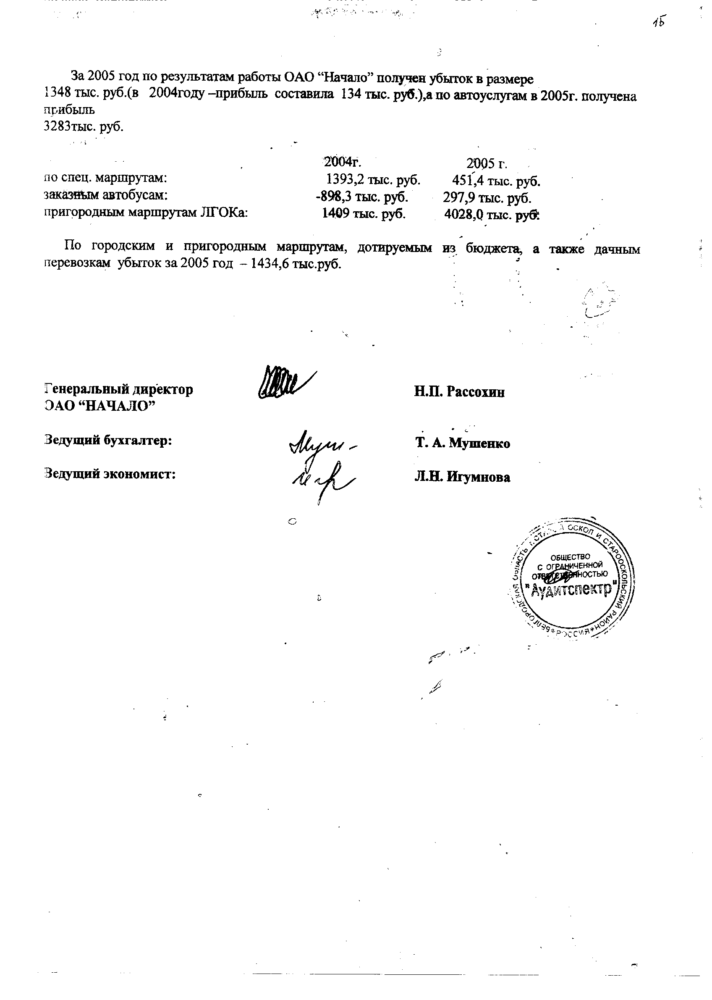 15
За 2005 год по результатам работы ОАО “Начало” получен убыток в размере
1348 тыс. руб.(в 2004году –прибыль составила 134 тыс. руб.),а по автоуслугам в 2005г. получена
прибыль
3283тыс. руб.
2004г. 2005 г.
по спец. маршрутам: 1393,2 тыс. руб. 451,4 тыс. руб.
заказным автобусам: -898,3 тыс. руб. 297,9 тыс. руб.
пригородным маршрутам ЛГОКа: 1409 тыс. руб. 4028,0 тыс. руб.
По городским и пригородным маршрутам, дотируемым из бюджета, а также дачным
перевозкам убыток за 2005 год – 1434,6 тыс.руб.
Генеральный директор Н.П. Рассохин
ОАО “НАЧАЛО”
Ведущий бухгалтер: Т. А. Мушенко
Ведущий экономист: Л.Н. Игумнова
БЕЛГОРОДСКАЯ ОБЛАСТЬ Г.СТАРЫЙ ОСКОЛ И СТАРООСКОЛЬСКИЙ РАЙОН*РОССИЯ*
ОБЩЕСТВО
С ОГРАНИЧЕННОЙ
ОТВЕТСТВЕННОСТЬЮ
"Аудитспектр"